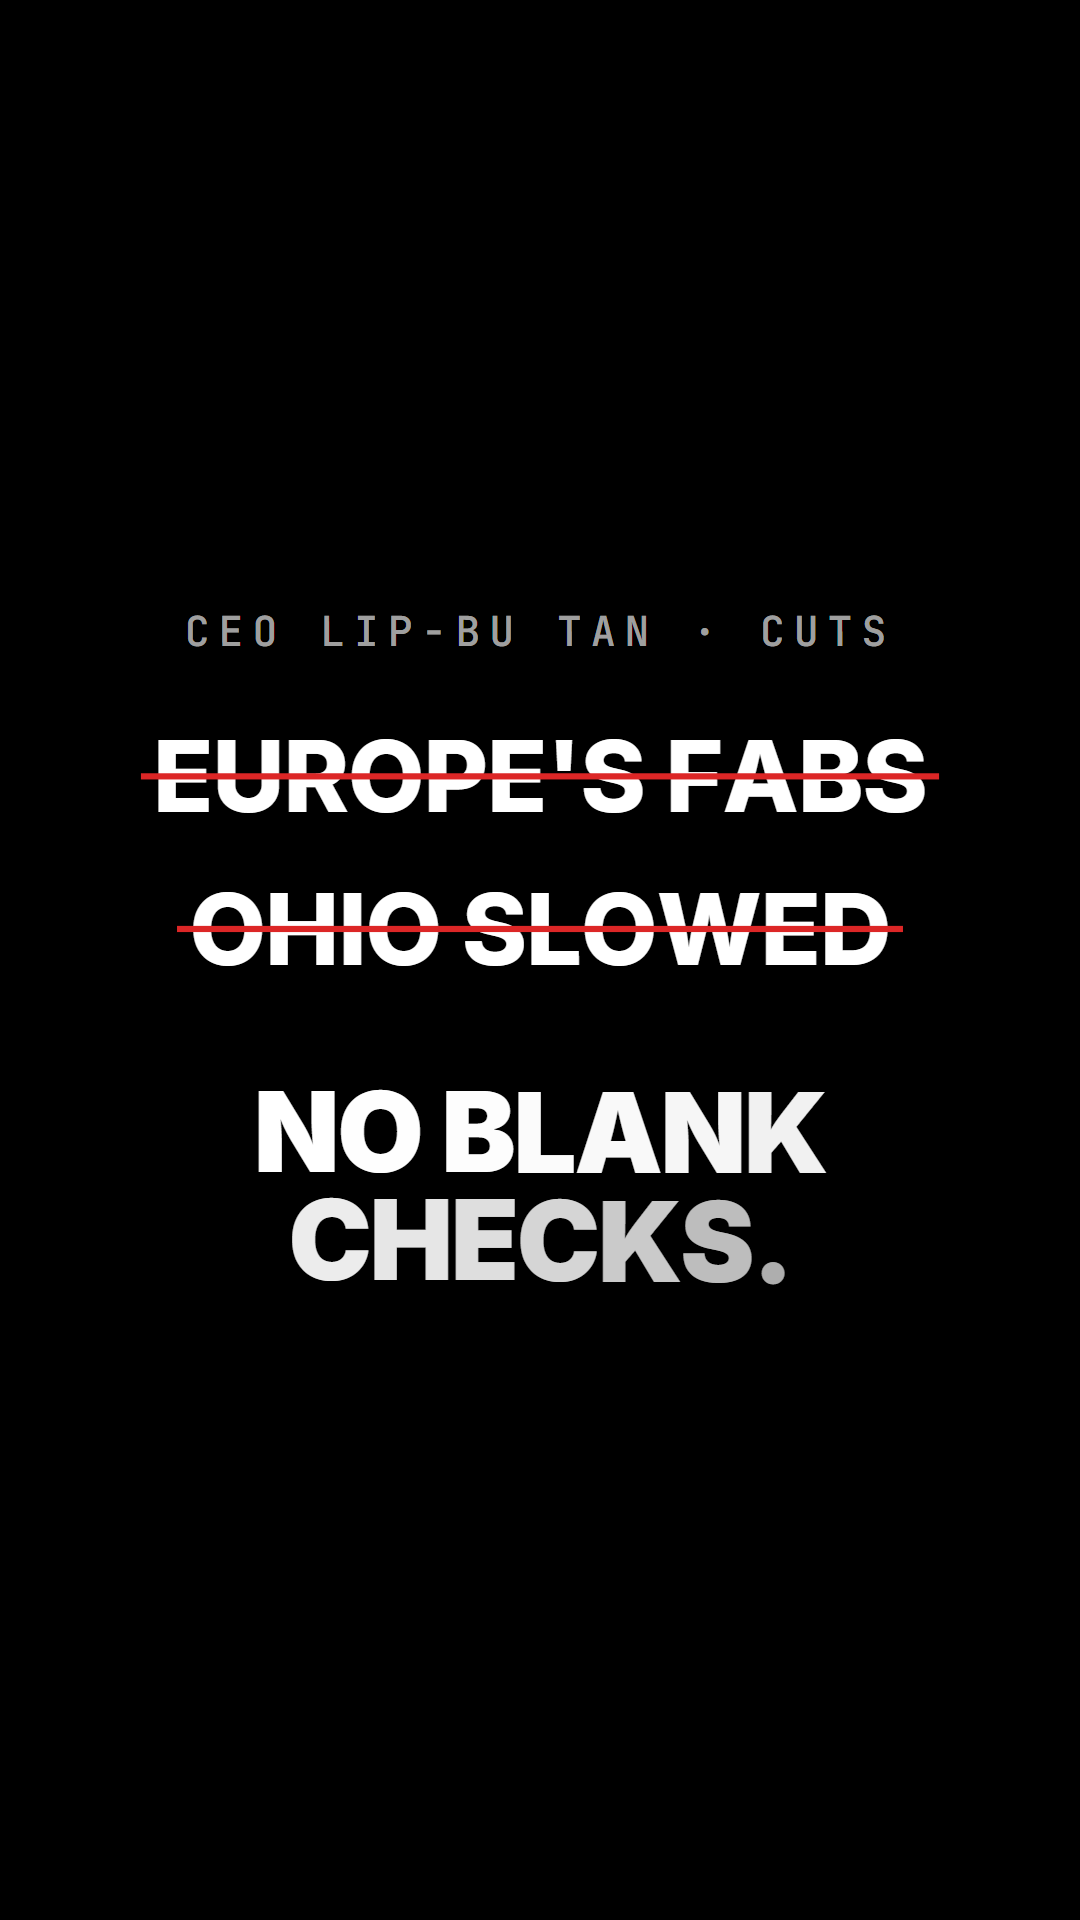 CEO LIP-BU TAN · CUTS
EUROPE'S FABS
OHIO SLOWED
NO BLANK
CHECKS.